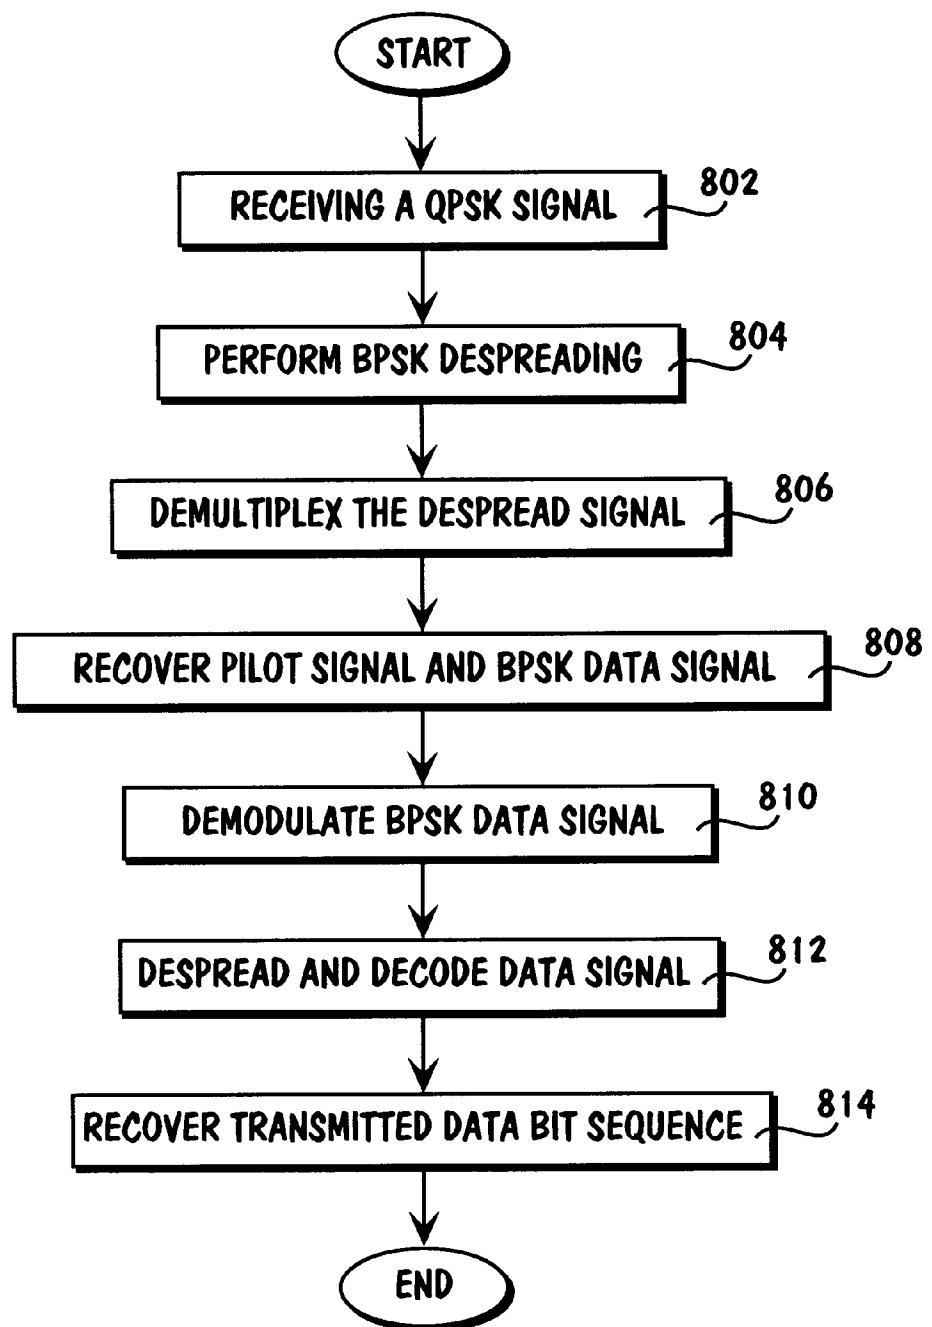 START
RECEIVING A QPSK SIGNAL
802
PERFORM BPSK DESPREADING
804
DEMULTIPLEX THE DESPREAD SIGNAL
806
RECOVER PILOT SIGNAL AND BPSK DATA SIGNAL
808
DEMODULATE BPSK DATA SIGNAL
810
DESPREAD AND DECODE DATA SIGNAL
812
RECOVER TRANSMITTED DATA BIT SEQUENCE
814
END